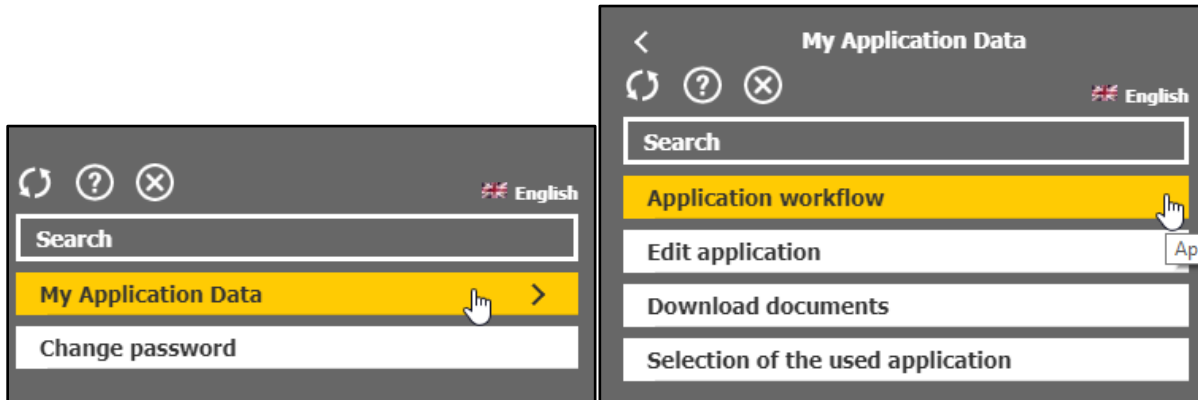 English
Search
My Application Data
Change password
My Application Data
English
Search
Application workflow
Edit application
Ap
Download documents
Selection of the used application